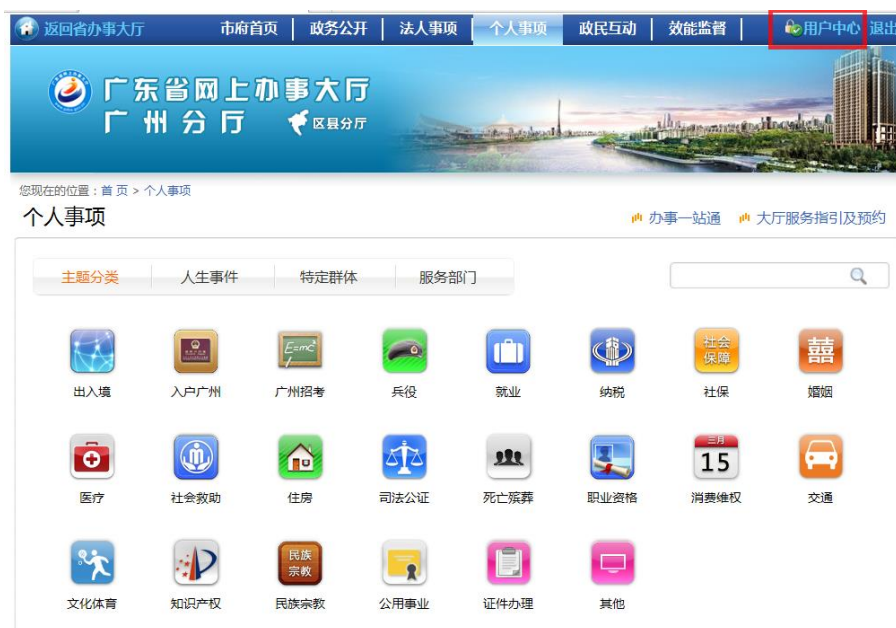 返回省办事大厅 市府首页 政务公开 法人事项 个人事项 政民互动 效能监督 用户中心 退出
广东省网上办事大厅
广州分厅 区县分厅
您现在的位置：首 页 > 个人事项
个人事项 办事一站通 大厅服务指引及预约
主题分类 人生事件 特定群体 服务部门
E=mc² 税 社会 囍
保障
出入境 入户广州 广州招考 兵役 就业 纳税 社保 婚姻
三月
15
医疗 社会救助 住房 司法公证 死亡殡葬 职业资格 消费维权 交通
民族
宗教
文化体育 知识产权 民族宗教 公用事业 证件办理 其他